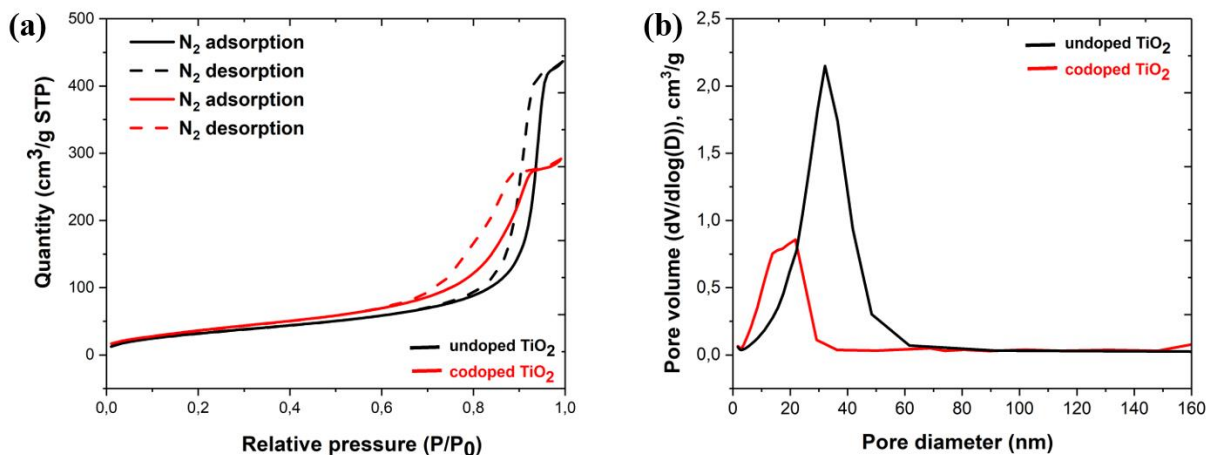 (a)
Quantity (cm³/g STP)
500
400
300
200
100
0
N₂ adsorption
N₂ desorption
N₂ adsorption
N₂ desorption
undoped TiO₂
codoped TiO₂
0,0 0,2 0,4 0,6 0,8 1,0
Relative pressure (P/P₀)
(b)
Pore volume (dV/dlog(D)), cm³/g
2,5
2,0
1,5
1,0
0,5
0,0
undoped TiO₂
codoped TiO₂
0 20 40 60 80 100 120 140 160
Pore diameter (nm)